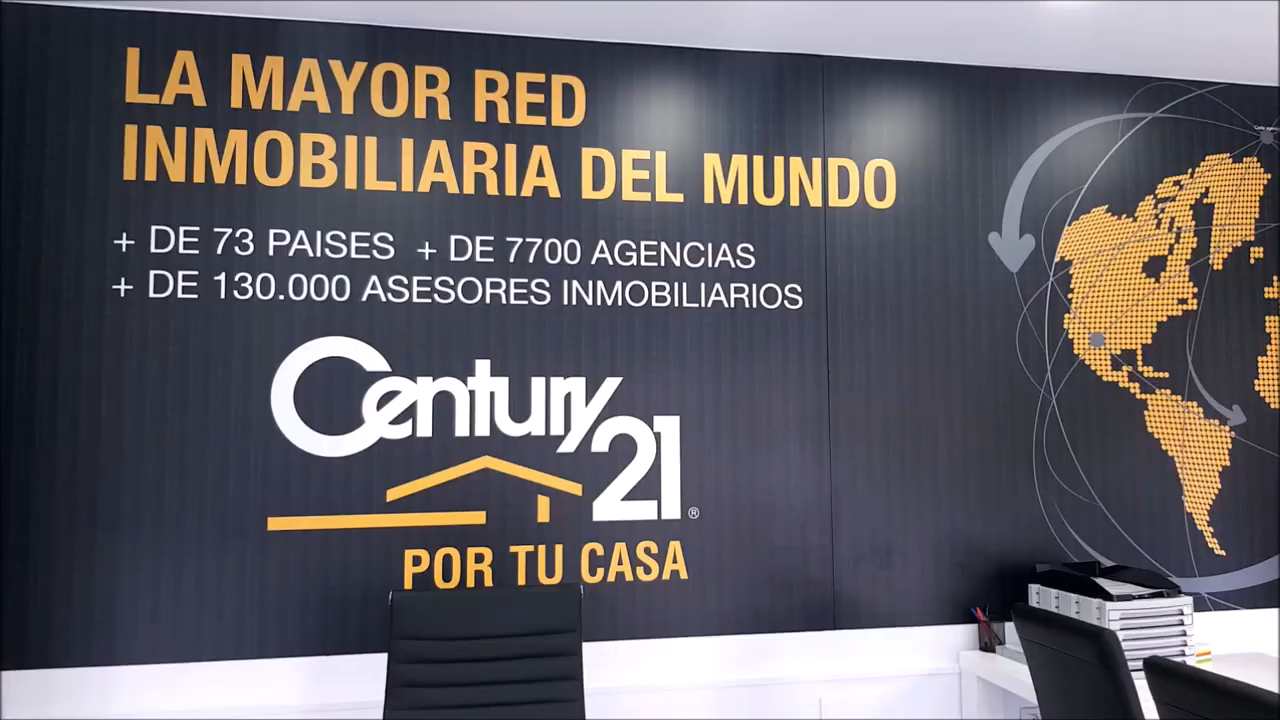 LA MAYOR RED
INMOBILIARIA DEL MUNDO
+ DE 73 PAISES + DE 7700 AGENCIAS
+ DE 130.000 ASESORES INMOBILIARIOS
Century
21®
POR TU CASA